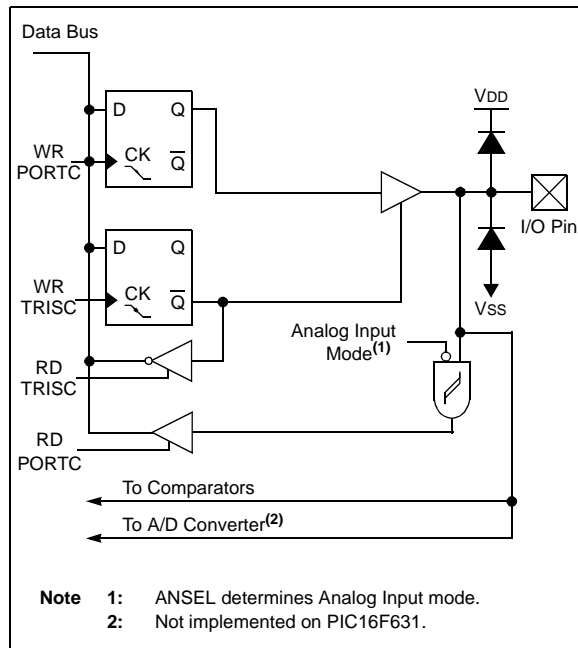 Data Bus
D Q
WR
PORTC
CK Q
VDD
I/O Pin
VSS
D Q
WR
TRISC
CK Q
RD
TRISC
Analog Input
Mode(1)
RD
PORTC
To Comparators
To A/D Converter(2)
Note 1: ANSEL determines Analog Input mode.
2: Not implemented on PIC16F631.